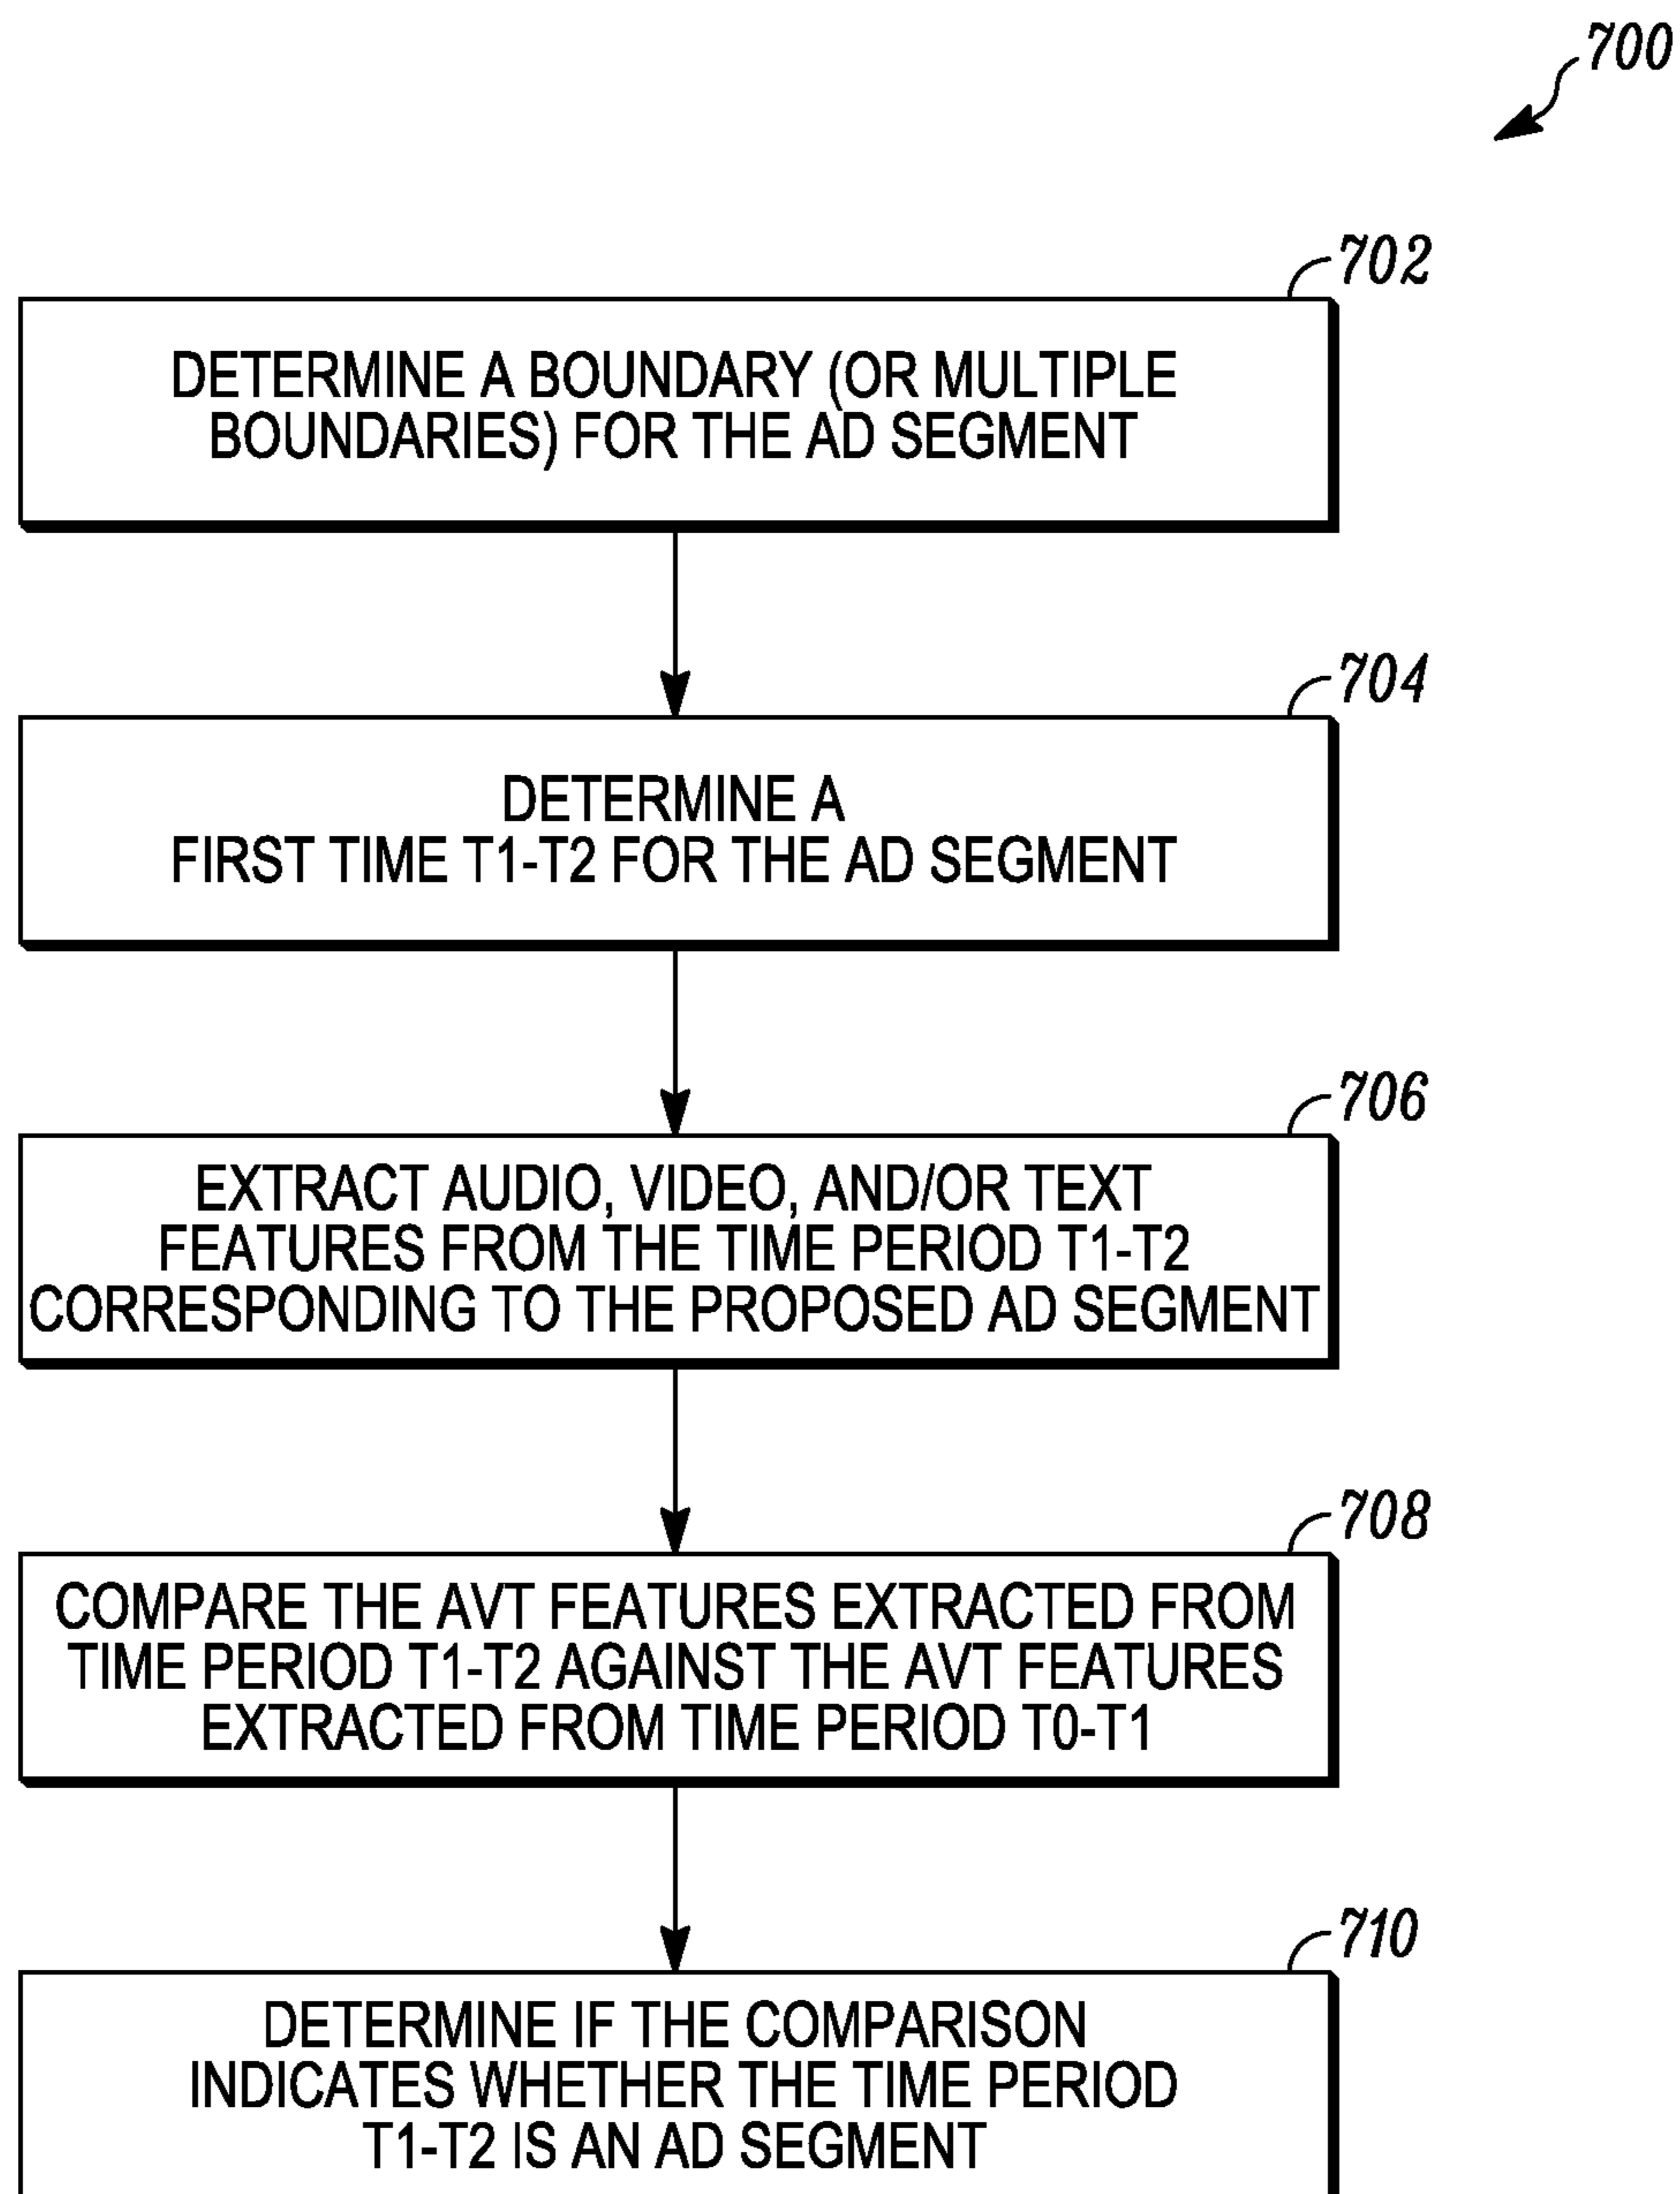 700
702
DETERMINE A BOUNDARY (OR MULTIPLE
BOUNDARIES) FOR THE AD SEGMENT
704
DETERMINE A
FIRST TIME T1-T2 FOR THE AD SEGMENT
706
EXTRACT AUDIO, VIDEO, AND/OR TEXT
FEATURES FROM THE TIME PERIOD T1-T2
CORRESPONDING TO THE PROPOSED AD SEGMENT
708
COMPARE THE AVT FEATURES EXTRACTED FROM
TIME PERIOD T1-T2 AGAINST THE AVT FEATURES
EXTRACTED FROM TIME PERIOD T0-T1
710
DETERMINE IF THE COMPARISON
INDICATES WHETHER THE TIME PERIOD
T1-T2 IS AN AD SEGMENT